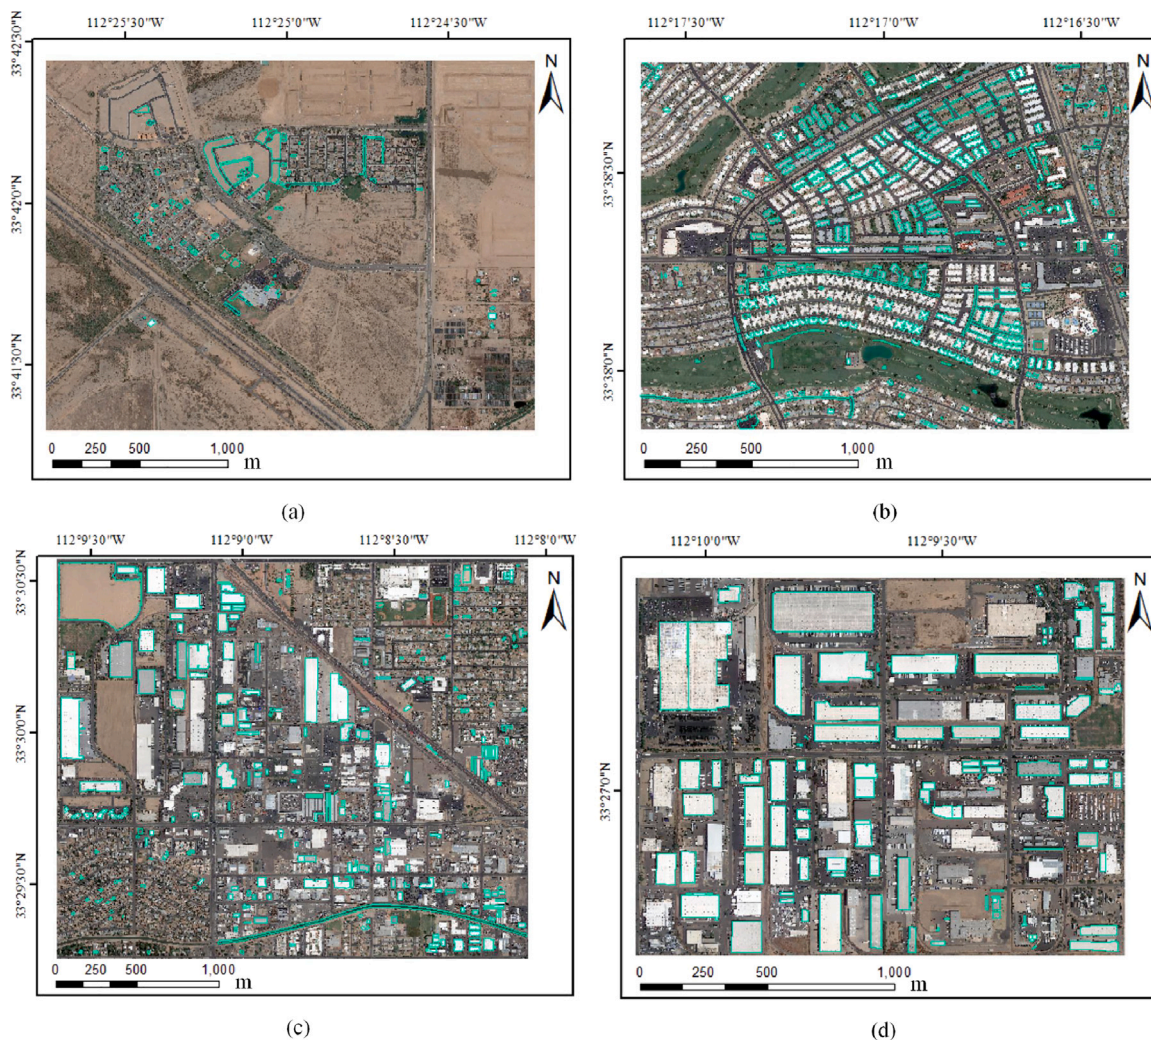 112°25'30"W 112°25'0"W 112°24'30"W
33°42'30"N
33°42'0"N
33°41'30"N
N
0 250 500 1,000
m
(a)
112°17'30"W 112°17'0"W 112°16'30"W
33°38'30"N
33°38'0"N
N
0 250 500 1,000
m
(b)
112°9'30"W 112°9'0"W 112°8'30"W 112°8'0"W
33°30'30"N
33°30'0"N
33°29'30"N
N
0 250 500 1,000
m
(c)
112°10'0"W 112°9'30"W
33°27'0"N
N
0 250 500 1,000
m
(d)